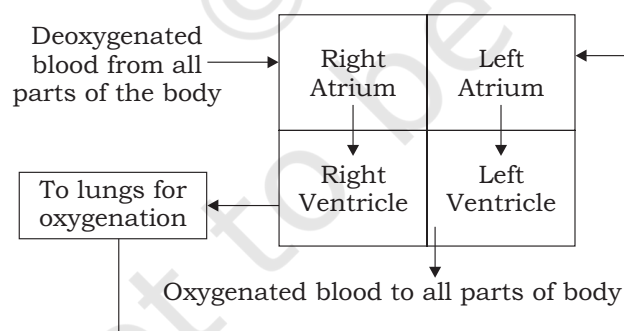 Deoxygenated
blood from all
parts of the body
Right
Atrium
Left
Atrium
Right
Ventricle
Left
Ventricle
To lungs for
oxygenation
Oxygenated blood to all parts of body